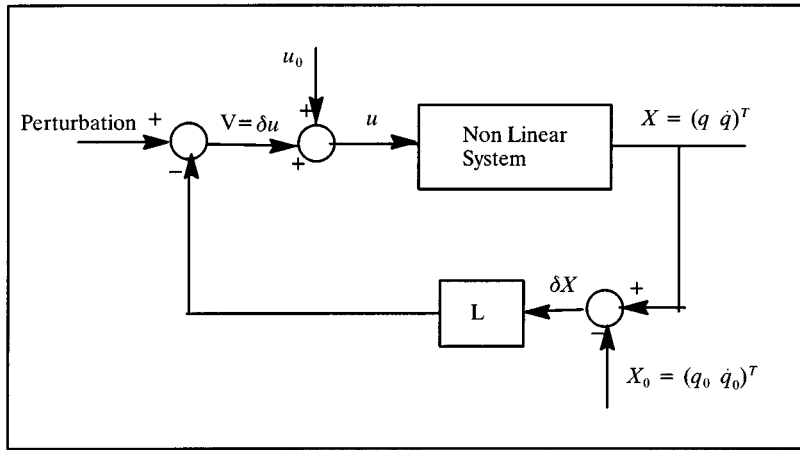 u₀
Perturbation
+
V=δu
+
u
Non Linear
System
X = (q q̇)ᵀ
+
−
δX
+
L
−
X₀ = (q₀ q̇₀)ᵀ